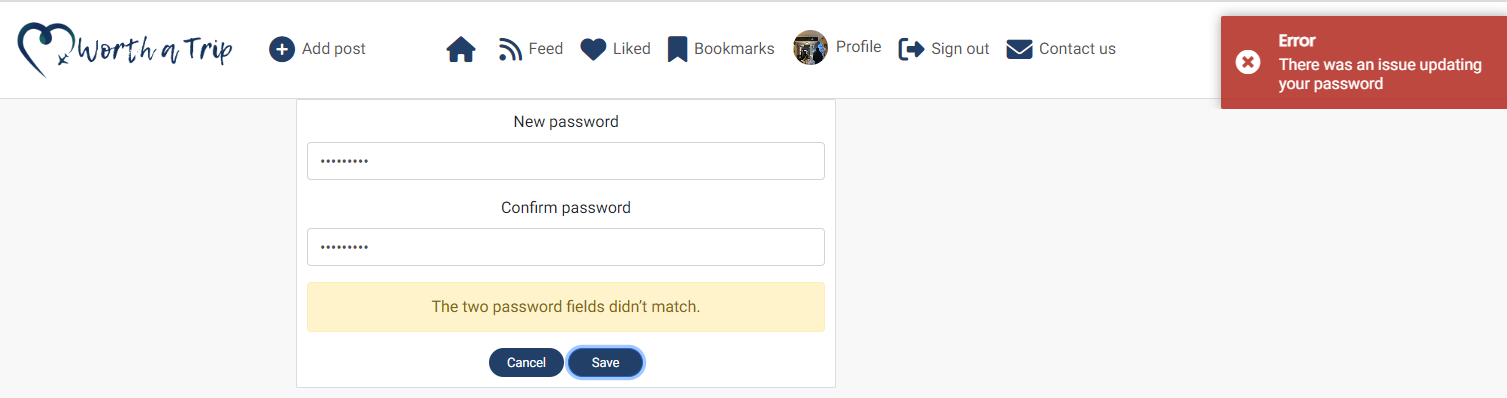 Worth a Trip
Add post
Feed
Liked
Bookmarks
Profile
Sign out
Contact us
Error
There was an issue updating
your password
New password
•••••••••
Confirm password
•••••••••
The two password fields didn’t match.
Cancel
Save